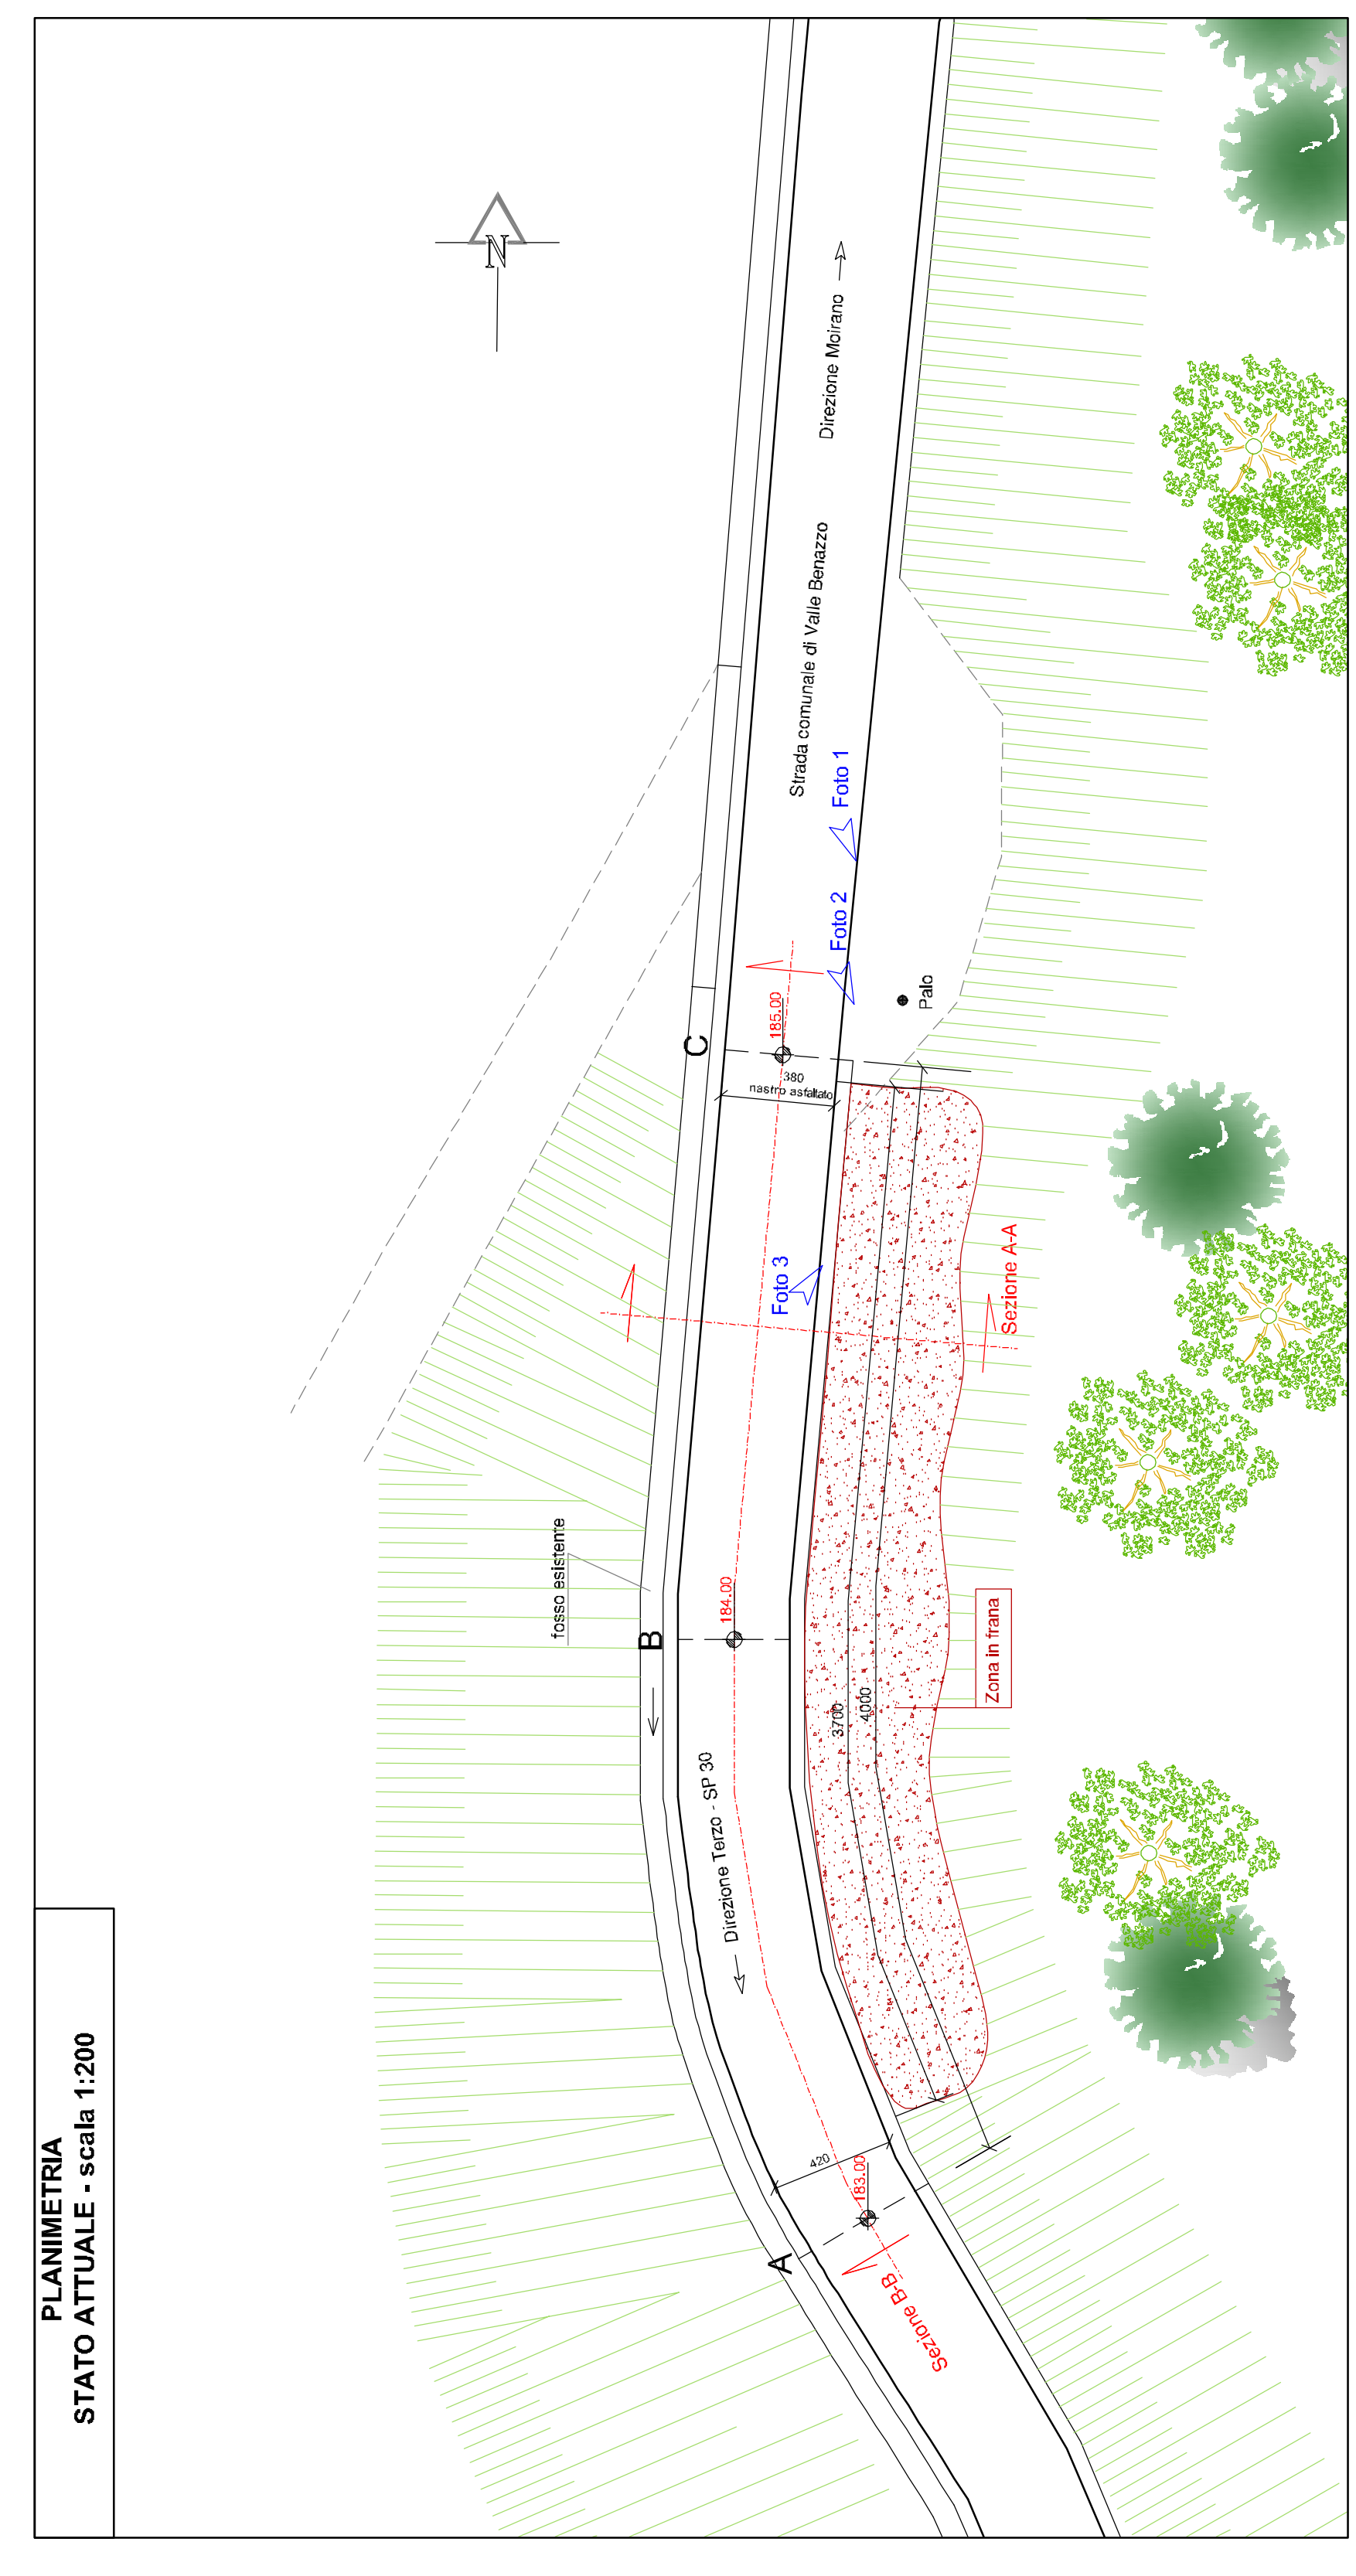 PLANIMETRIA
STATO ATTUALE - scala 1:200
N
Direzione Moirano
Strada comunale di Valle Benazzo
Foto 1
Foto 2
Palo
185.00
C
380
nastro asfaltato
Foto 3
Sezione A-A
fosso esistente
184.00
B
Zona in frana
3700
4000
Direzione Terzo - SP 30
420
183.00
A
Sezione B-B